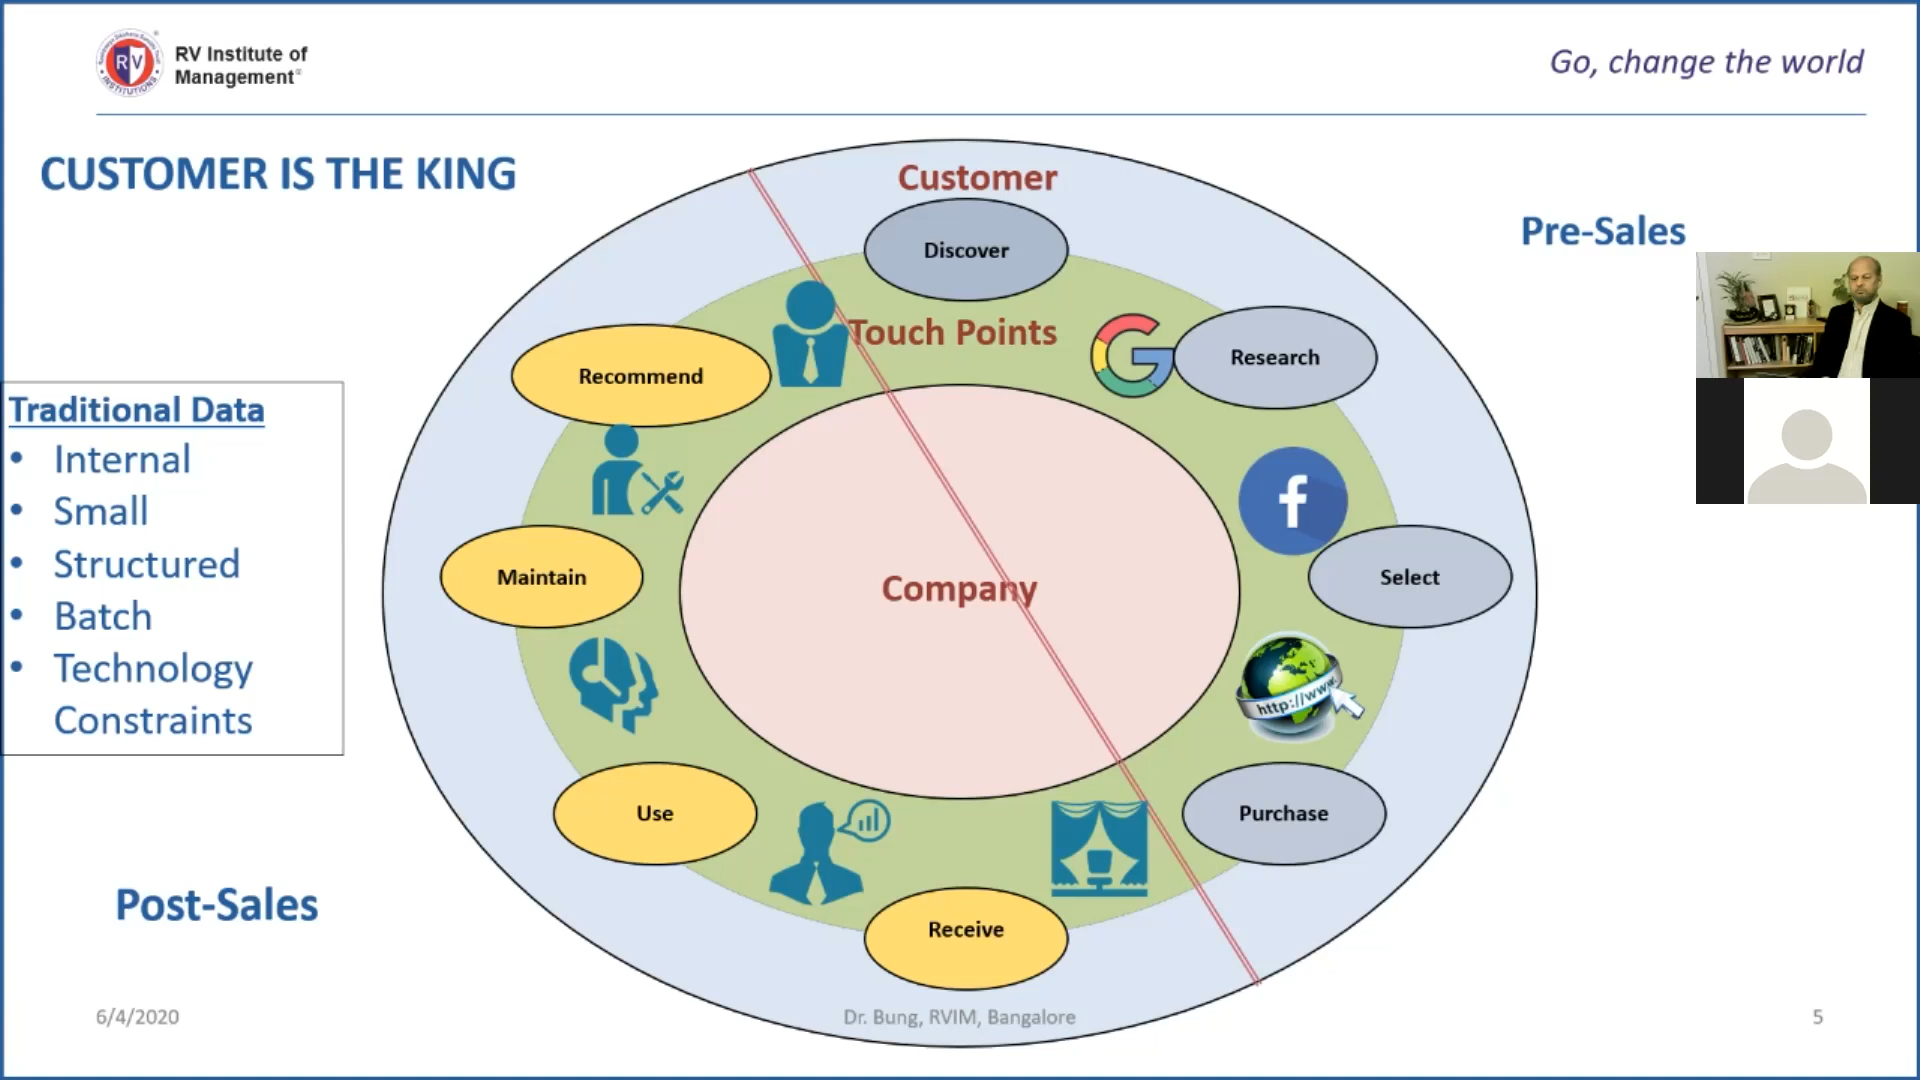 RV Institute of
Management
Go, change the world
CUSTOMER IS THE KING
Customer
Discover
Pre-Sales
Touch Points
Research
Recommend
Traditional Data
• Internal
• Small
• Structured
• Batch
• Technology
Constraints
Maintain
Company
Select
http://www.
Use
Purchase
Post-Sales
Receive
6/4/2020
Dr. Bung, RVIM, Bangalore
5
RV
INSTITUTIONS
f